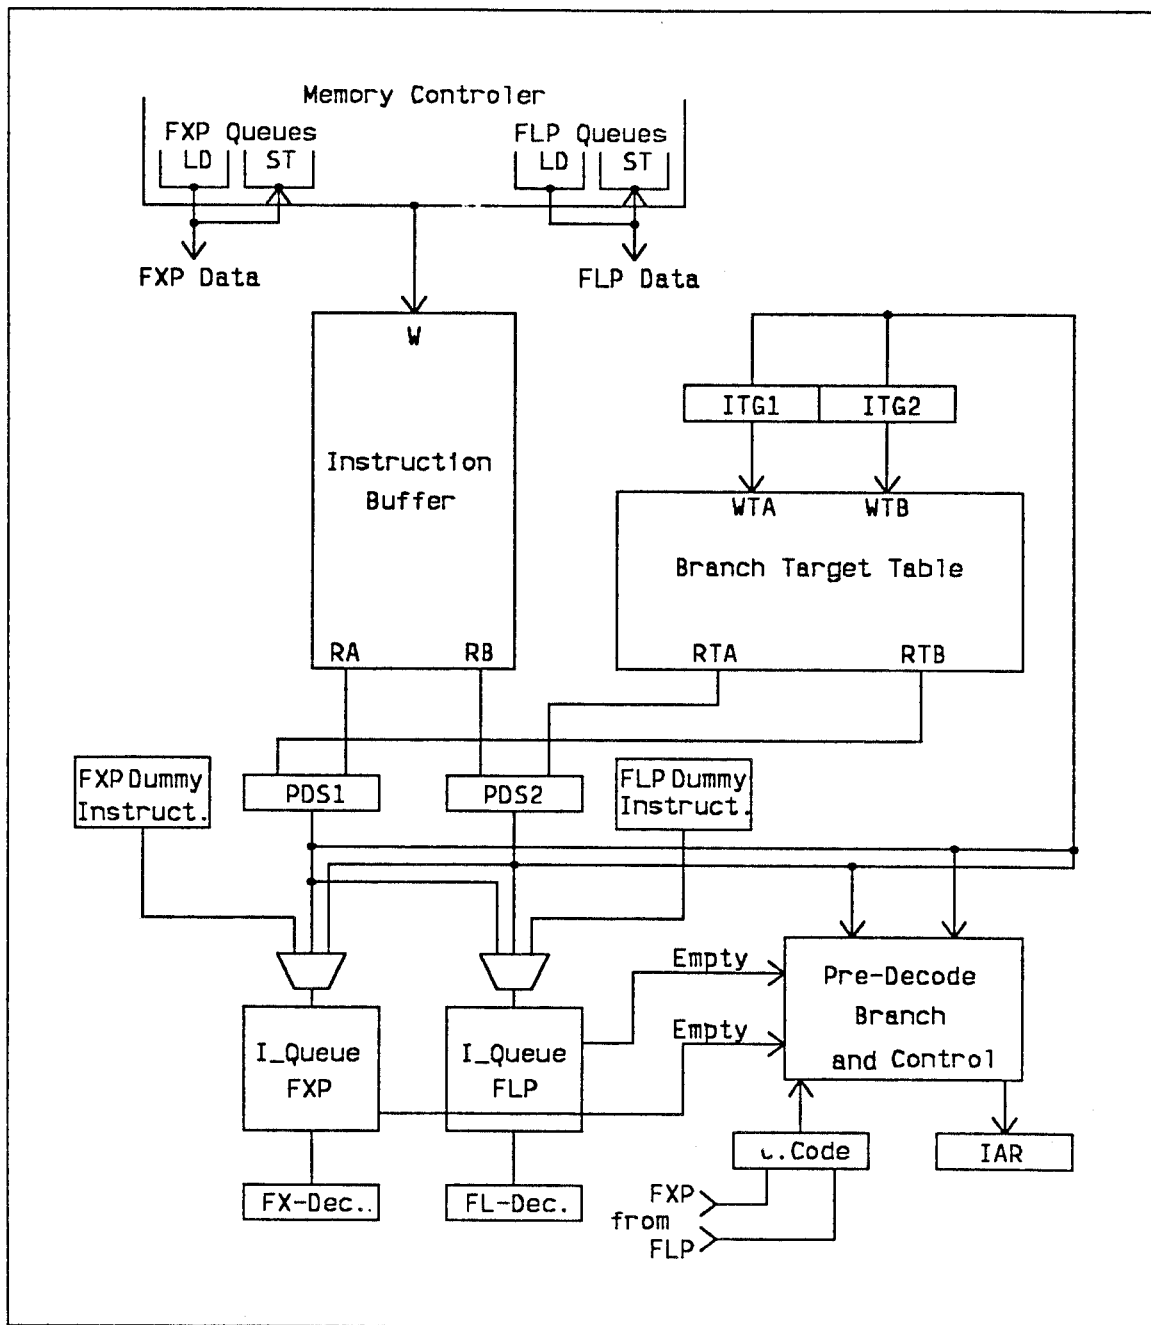 Memory Controler
FXP Queues
FLP Queues
LD
ST
LD
ST
FXP Data
FLP Data
W
ITG1
ITG2
Instruction
Buffer
WTA
WTB
Branch Target Table
RA
RB
RTA
RTB
FXP Dummy
Instruct.
PDS1
PDS2
FLP Dummy
Instruct.
Empty
Pre-Decode
Branch
and Control
Empty
I_Queue
FXP
I_Queue
FLP
.Code
IAR
FX-Dec..
FL-Dec.
FXP
from
FLP